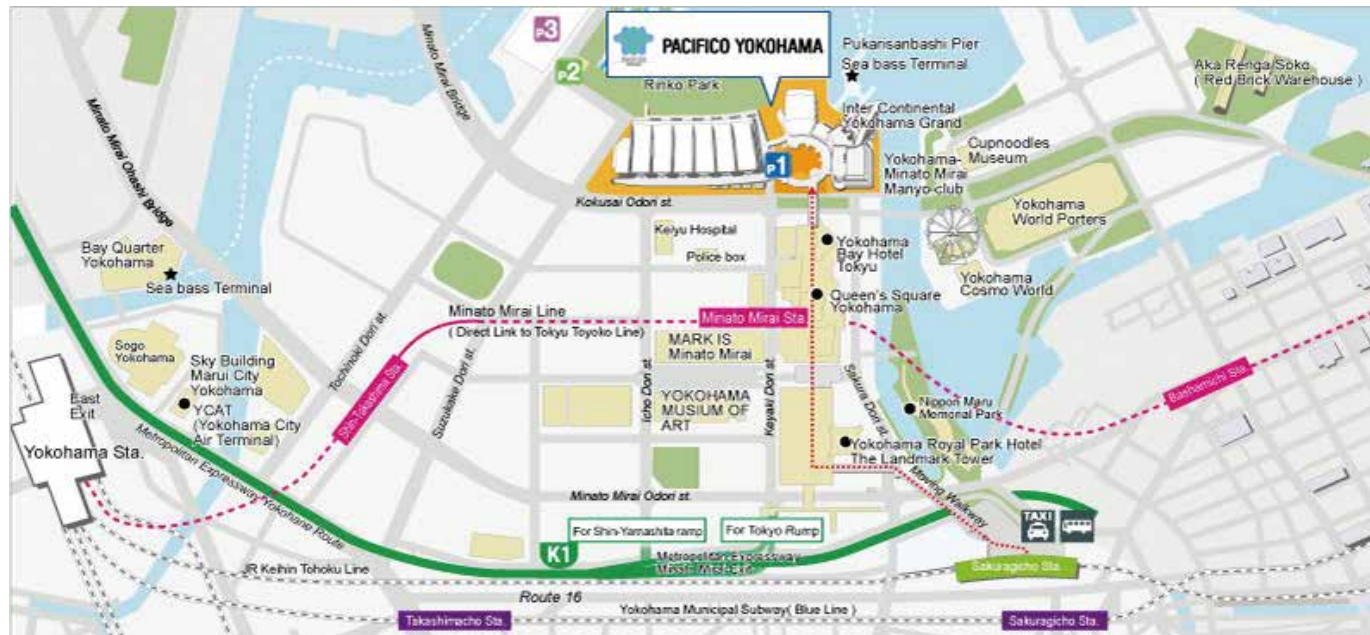 P3
P2
PACIFICO YOKOHAMA
Rinko Park
Pukarisanbashi Pier
Sea bass Terminal
Aka Renga Soko
( Red Brick Warehouse )
Minato Mirai Bridge
Inter Continental
Yokohama Grand
Cupnoodles
Museum
P1
Yokohama-
Minato Mirai
Manyo-club
Minato Mirai Ohashi Bridge
Kokusai Odori st.
Yokohama
World Porters
Keiyu Hospital
Police box
Yokohama
Bay Hotel
Tokyu
Bay Quarter
Yokohama
Sea bass Terminal
Yokohama
Cosmo World
Queen's Square
Yokohama
Minato Mirai Line
( Direct Link to Tokyu Toyoko Line)
Minato Mirai Sta.
Sogo
Yokohama
Sky Building
Marui City
Yokohama
YCAT
(Yokohama City
Air Terminal)
Tochinoki Dori st.
Shin-Takashima Sta.
Suzukake Dori st.
MARK IS
Minato Mirai
Icho Dori st.
YOKOHAMA
MUSIUM OF
ART
Keyaki Dori st.
Sakura Dori st.
Bashamichi Sta.
Nippon Maru
Memorial Park
East
Exit
Yokohama Sta.
Metropolitan Expressway Yokohane Route
Yokohama Royal Park Hotel
The Landmark Tower
Minato Mirai Odori st.
Moving Walkway
TAXI
For Shin-Yamashita ramp
For Tokyo Rump
K1
Metropolitan Expressway
Minato Mirai Exit
JR Keihin Tohoku Line
Sakuragicho Sta.
Route 16
Yokohama Municipal Subway( Blue Line )
Takashimacho Sta.
Sakuragicho Sta.